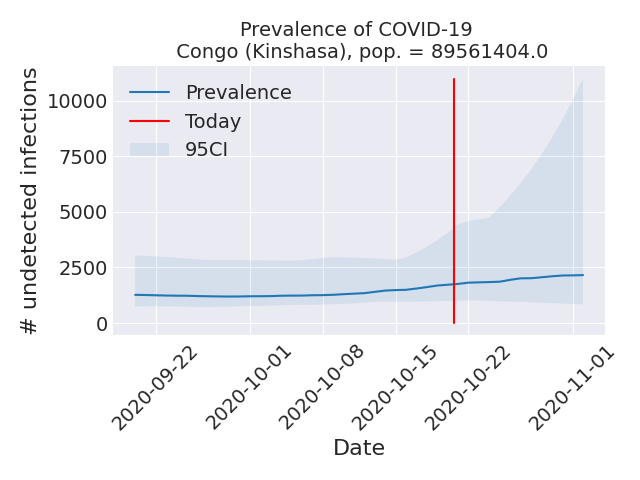 Prevalence of COVID-19
Congo (Kinshasa), pop. = 89561404.0
# undetected infections
10000
7500
5000
2500
0
Prevalence
Today
95CI
2020-09-22
2020-10-01
2020-10-08
2020-10-15
2020-10-22
2020-11-01
Date